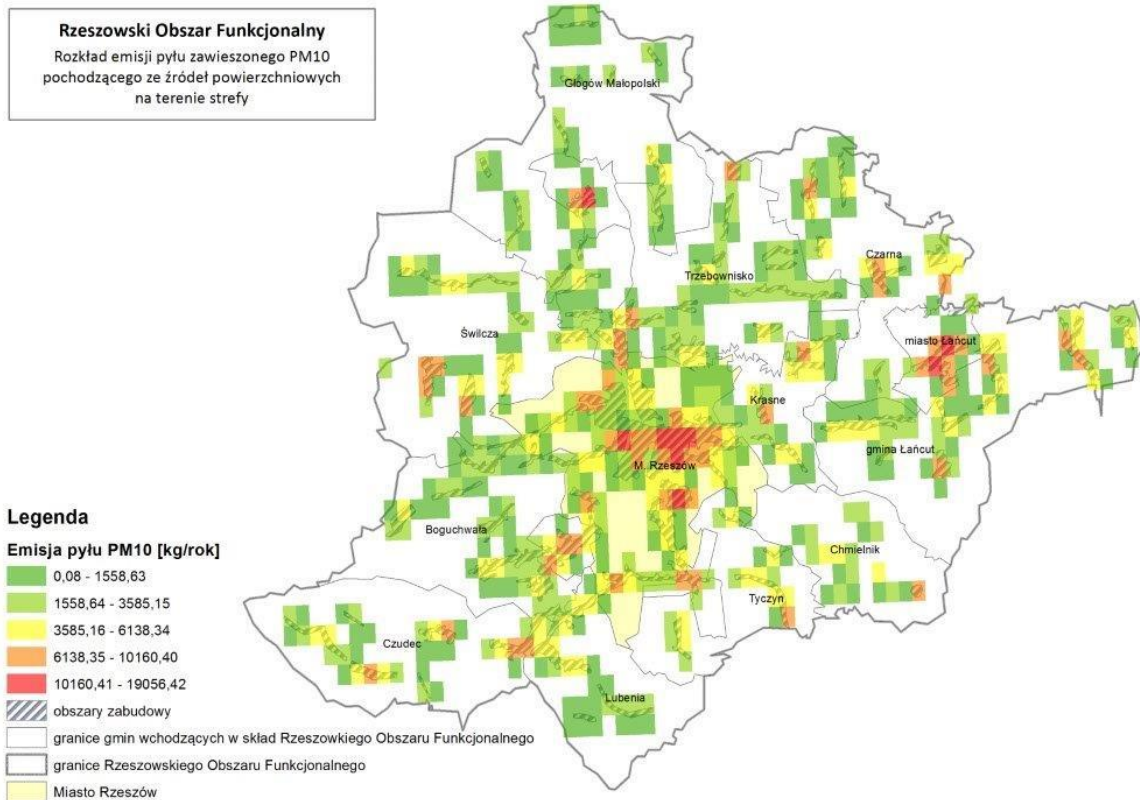 Rzeszowski Obszar Funkcjonalny
Rozkład emisji pyłu zawieszonego PM10
pochodzącego ze źródeł powierzchniowych
na terenie strefy
Głogów Małopolski
Czarna
Trzebownisko
Świlcza
miasto Łańcut
Krasne
gmina Łańcut
M. Rzeszów
Boguchwała
Chmielnik
Tyczyn
Czudec
Lubenia
Legenda
Emisja pyłu PM10 [kg/rok]
0,08 - 1558,63
1558,64 - 3585,15
3585,16 - 6138,34
6138,35 - 10160,40
10160,41 - 19056,42
obszary zabudowy
granice gmin wchodzących w skład Rzeszowkiego Obszaru Funkcjonalnego
granice Rzeszowskiego Obszaru Funkcjonalnego
Miasto Rzeszów